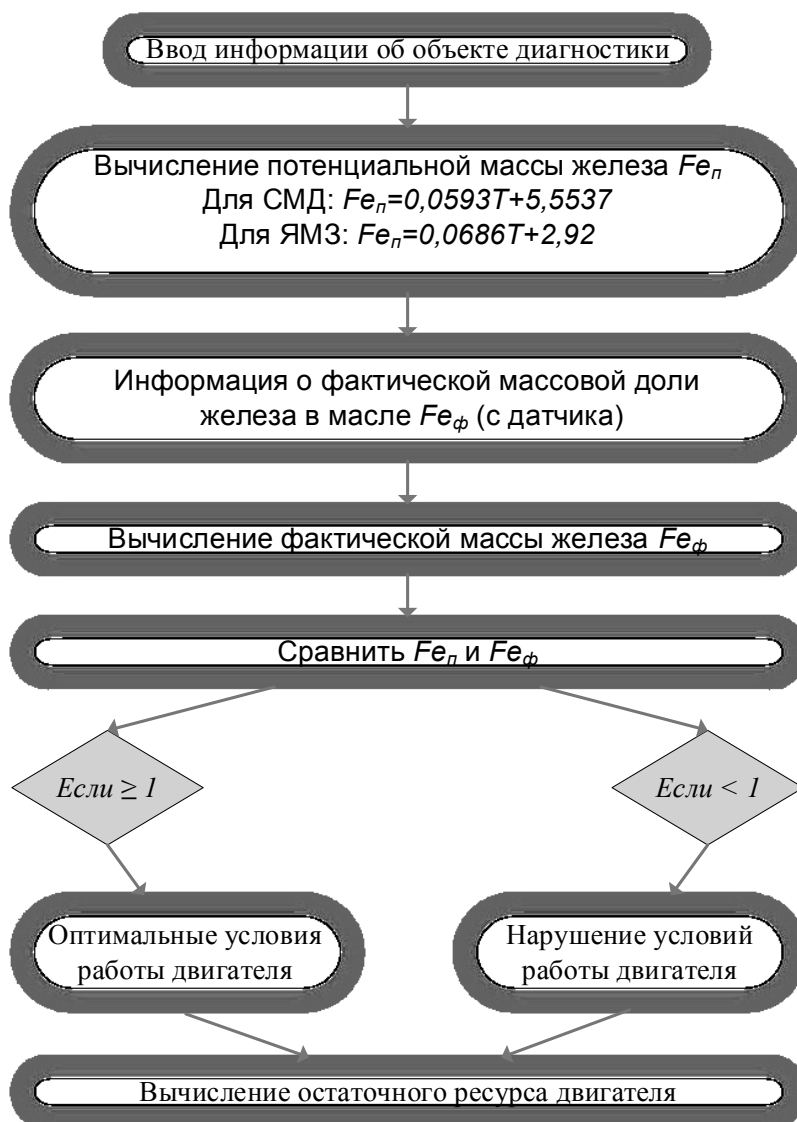 Ввод информации об объекте диагностики
Вычисление потенциальной массы железа Feп
Для СМД: Feп=0,0593T+5,5537
Для ЯМЗ: Feп=0,0686T+2,92
Информация о фактической массовой доли
железа в масле Feф (с датчика)
Вычисление фактической массы железа Feф
Сравнить Feп и Feф
Если ≥ 1
Если < 1
Оптимальные условия
работы двигателя
Нарушение условий
работы двигателя
Вычисление остаточного ресурса двигателя